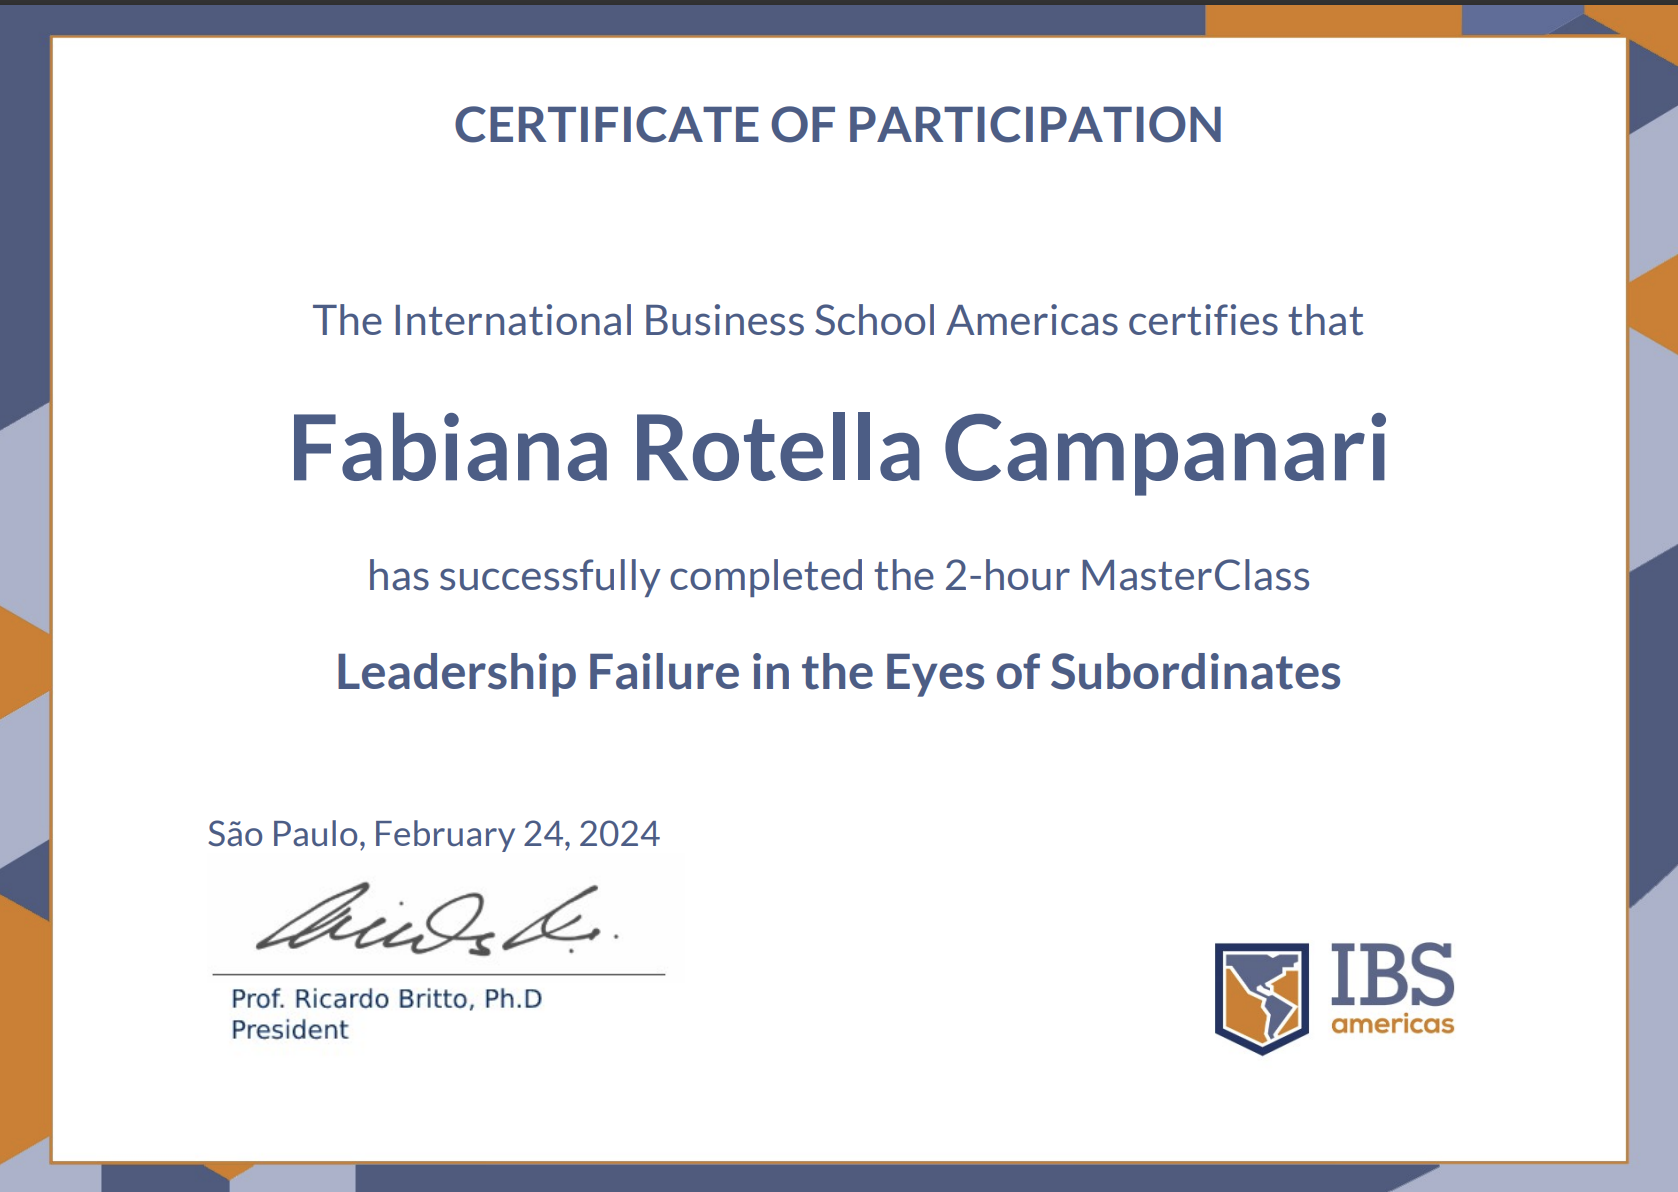 CERTIFICATE OF PARTICIPATION
The International Business School Americas certifies that
Fabiana Rotella Campanari
has successfully completed the 2-hour MasterClass
Leadership Failure in the Eyes of Subordinates
São Paulo, February 24, 2024
Prof. Ricardo Britto, Ph.D
President
IBS
americas